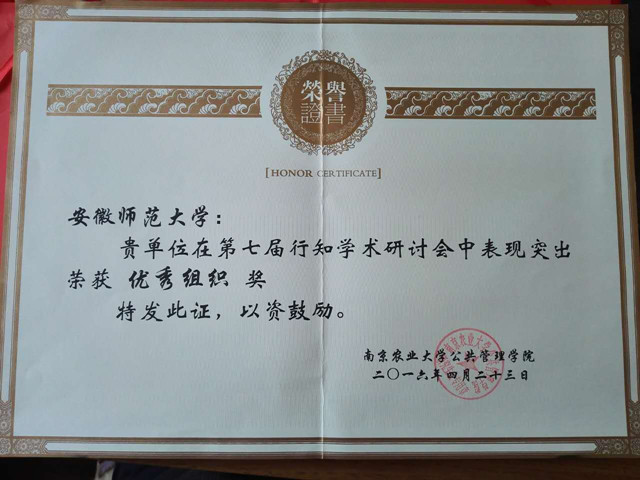 榮譽
證書
[HONOR CERTIFICATE]
安徽师范大学：
贵单位在第七届行知学术研讨会中表现突出
荣获 优秀组织 奖
特发此证，以资鼓励。
南京农业大学公共管理学院
二〇一六年四月二十三日